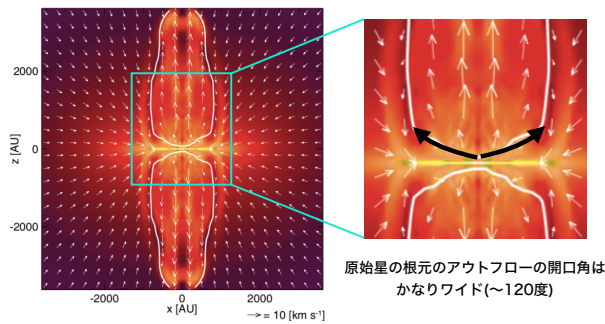 2000
0
-2000
z [AU]
-2000
0
2000
x [AU]
= 10 [km s⁻¹]
原始星の根元のアウトフローの開口角は
かなりワイド(〜120度)